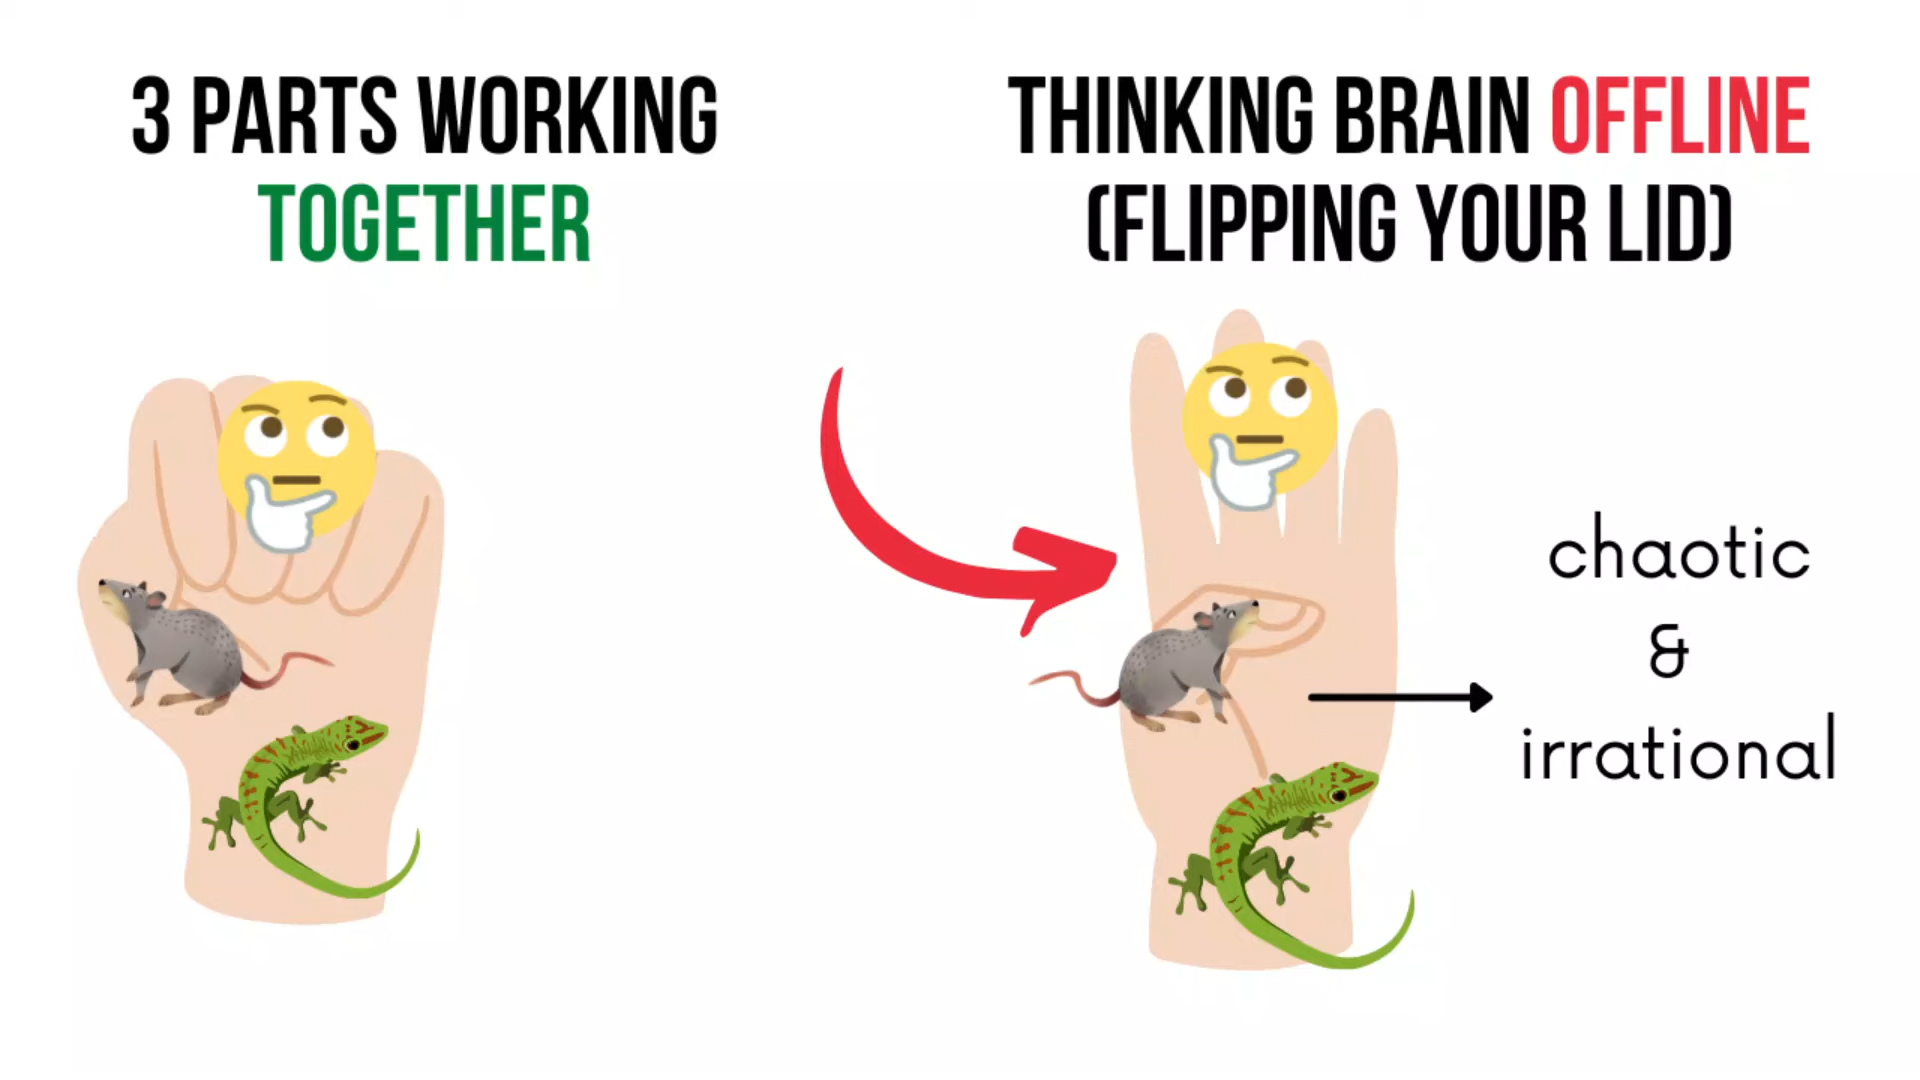 3 PARTS WORKING
TOGETHER
THINKING BRAIN OFFLINE
(FLIPPING YOUR LID)
chaotic
&
irrational